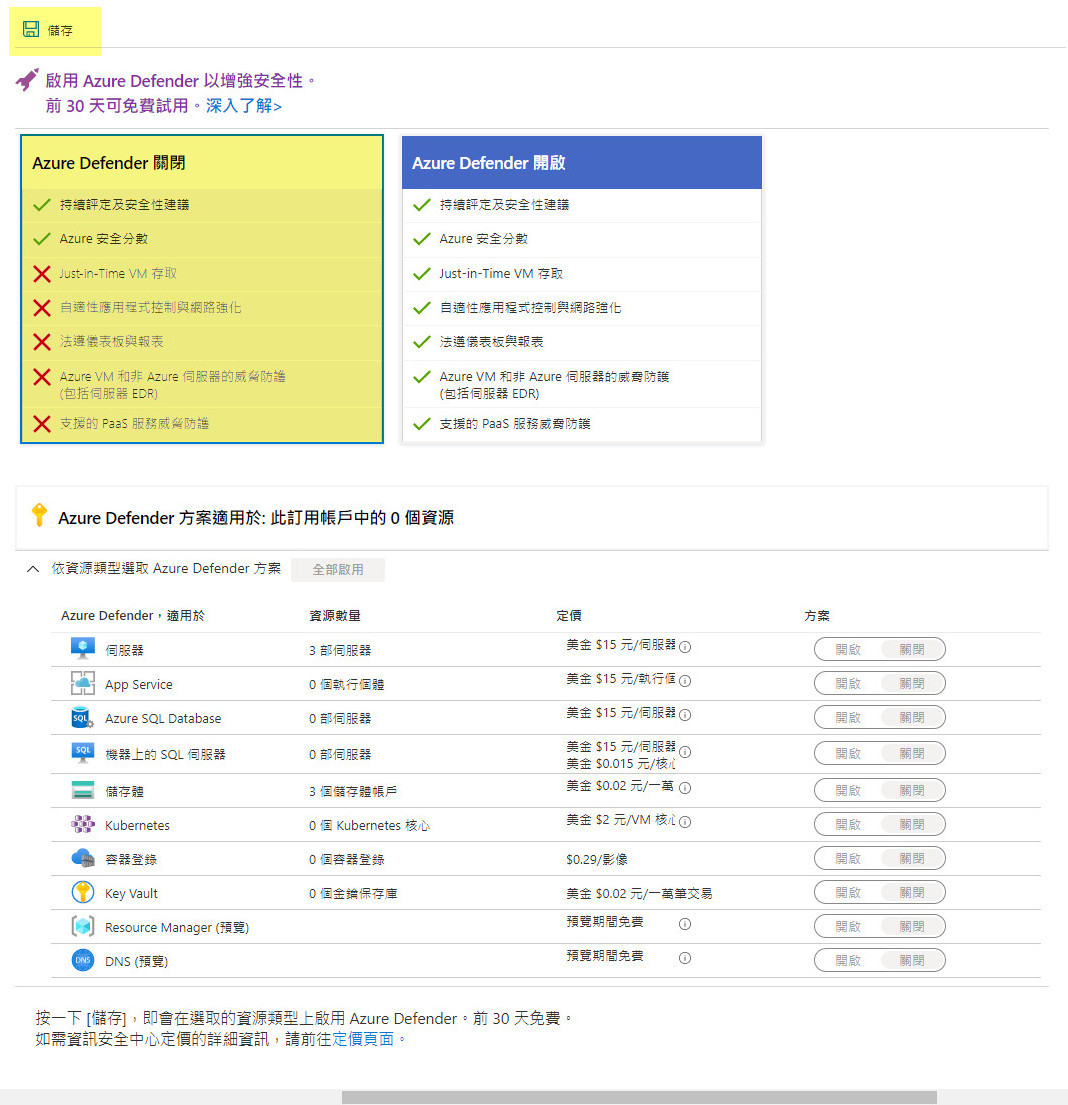 儲存
啟用 Azure Defender 以增強安全性。
前 30 天可免費試用。深入了解>
Azure Defender 關閉
持續評定及安全性建議
Azure 安全分數
Just-in-Time VM 存取
自適性應用程式控制與網路強化
法遵儀表板與報表
Azure VM 和非 Azure 伺服器的威脅防護
(包括伺服器 EDR)
支援的 PaaS 服務威脅防護
Azure Defender 開啟
持續評定及安全性建議
Azure 安全分數
Just-in-Time VM 存取
自適性應用程式控制與網路強化
法遵儀表板與報表
Azure VM 和非 Azure 伺服器的威脅防護
(包括伺服器 EDR)
支援的 PaaS 服務威脅防護
Azure Defender 方案適用於: 此訂用帳戶中的 0 個資源
依資源類型選取 Azure Defender 方案 全部啟用
Azure Defender，適用於 資源數量 定價 方案
伺服器 3 部伺服器 美金 $15 元/伺服器 開啟 關閉
App Service 0 個執行個體 美金 $15 元/執行個 開啟 關閉
SQL Azure SQL Database 0 部伺服器 美金 $15 元/伺服器 開啟 關閉
SQL 機器上的 SQL 伺服器 0 部伺服器 美金 $15 元/伺服器 開啟 關閉
美金 $0.015 元/核心
儲存體 3 個儲存體帳戶 美金 $0.02 元/一萬 開啟 關閉
Kubernetes 0 個 Kubernetes 核心 美金 $2 元/VM 核心 開啟 關閉
容器登錄 0 個容器登錄 $0.29/影像 開啟 關閉
Key Vault 0 個金鑰保存庫 美金 $0.02 元/一萬筆交易 開啟 關閉
Resource Manager (預覽) 預覽期間免費 開啟 關閉
DNS DNS (預覽) 預覽期間免費 開啟 關閉
按一下 [儲存]，即會在選取的資源類型上啟用 Azure Defender。前 30 天免費。
如需資訊安全中心定價的詳細資訊，請前往定價頁面。